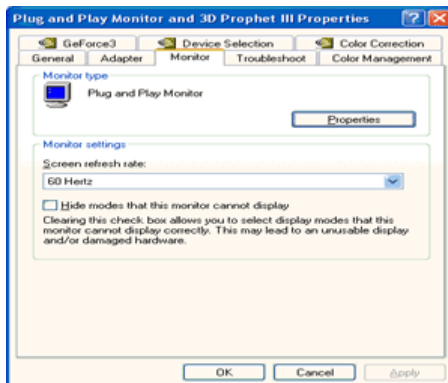 Plug and Play Monitor and 3D Prophet III Properties
GeForce3 Device Selection Color Correction
General Adapter Monitor Troubleshoot Color Management
Monitor type
Plug and Play Monitor
Properties
Monitor settings
Screen refresh rate:
60 Hertz
Hide modes that this monitor cannot display
Clearing this check box allows you to select display modes that this
monitor cannot display correctly. This may lead to an unusable display
and/or damaged hardware.
OK Cancel Apply